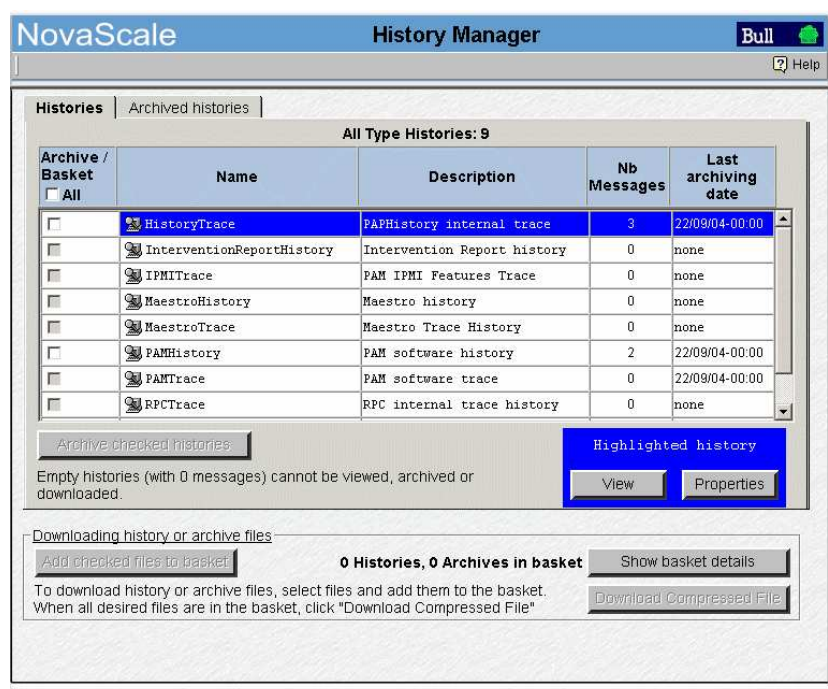 NovaScale History Manager Bull
Help
Histories Archived histories
All Type Histories: 9
Archive / Basket All Name Description Nb Messages Last archiving date
HistoryTrace PAPHistory internal trace 3 22/09/04-00:00
InterventionReportHistory Intervention Report history 0 none
IPMITrace PAM IPMI Features Trace 0 none
MaestroHistory Maestro history 0 none
MaestroTrace Maestro Trace History 0 none
PAMHistory PAM software history 2 22/09/04-00:00
PAMTrace PAM software trace 0 22/09/04-00:00
RPCTrace RPC internal trace history 0 none
Archive checked histories
Highlighted history
Empty histories (with 0 messages) cannot be viewed, archived or
downloaded.
View Properties
Downloading history or archive files
Add checked files to basket 0 Histories, 0 Archives in basket Show basket details
To download history or archive files, select files and add them to the basket.
When all desired files are in the basket, click "Download Compressed File"
Download Compressed File